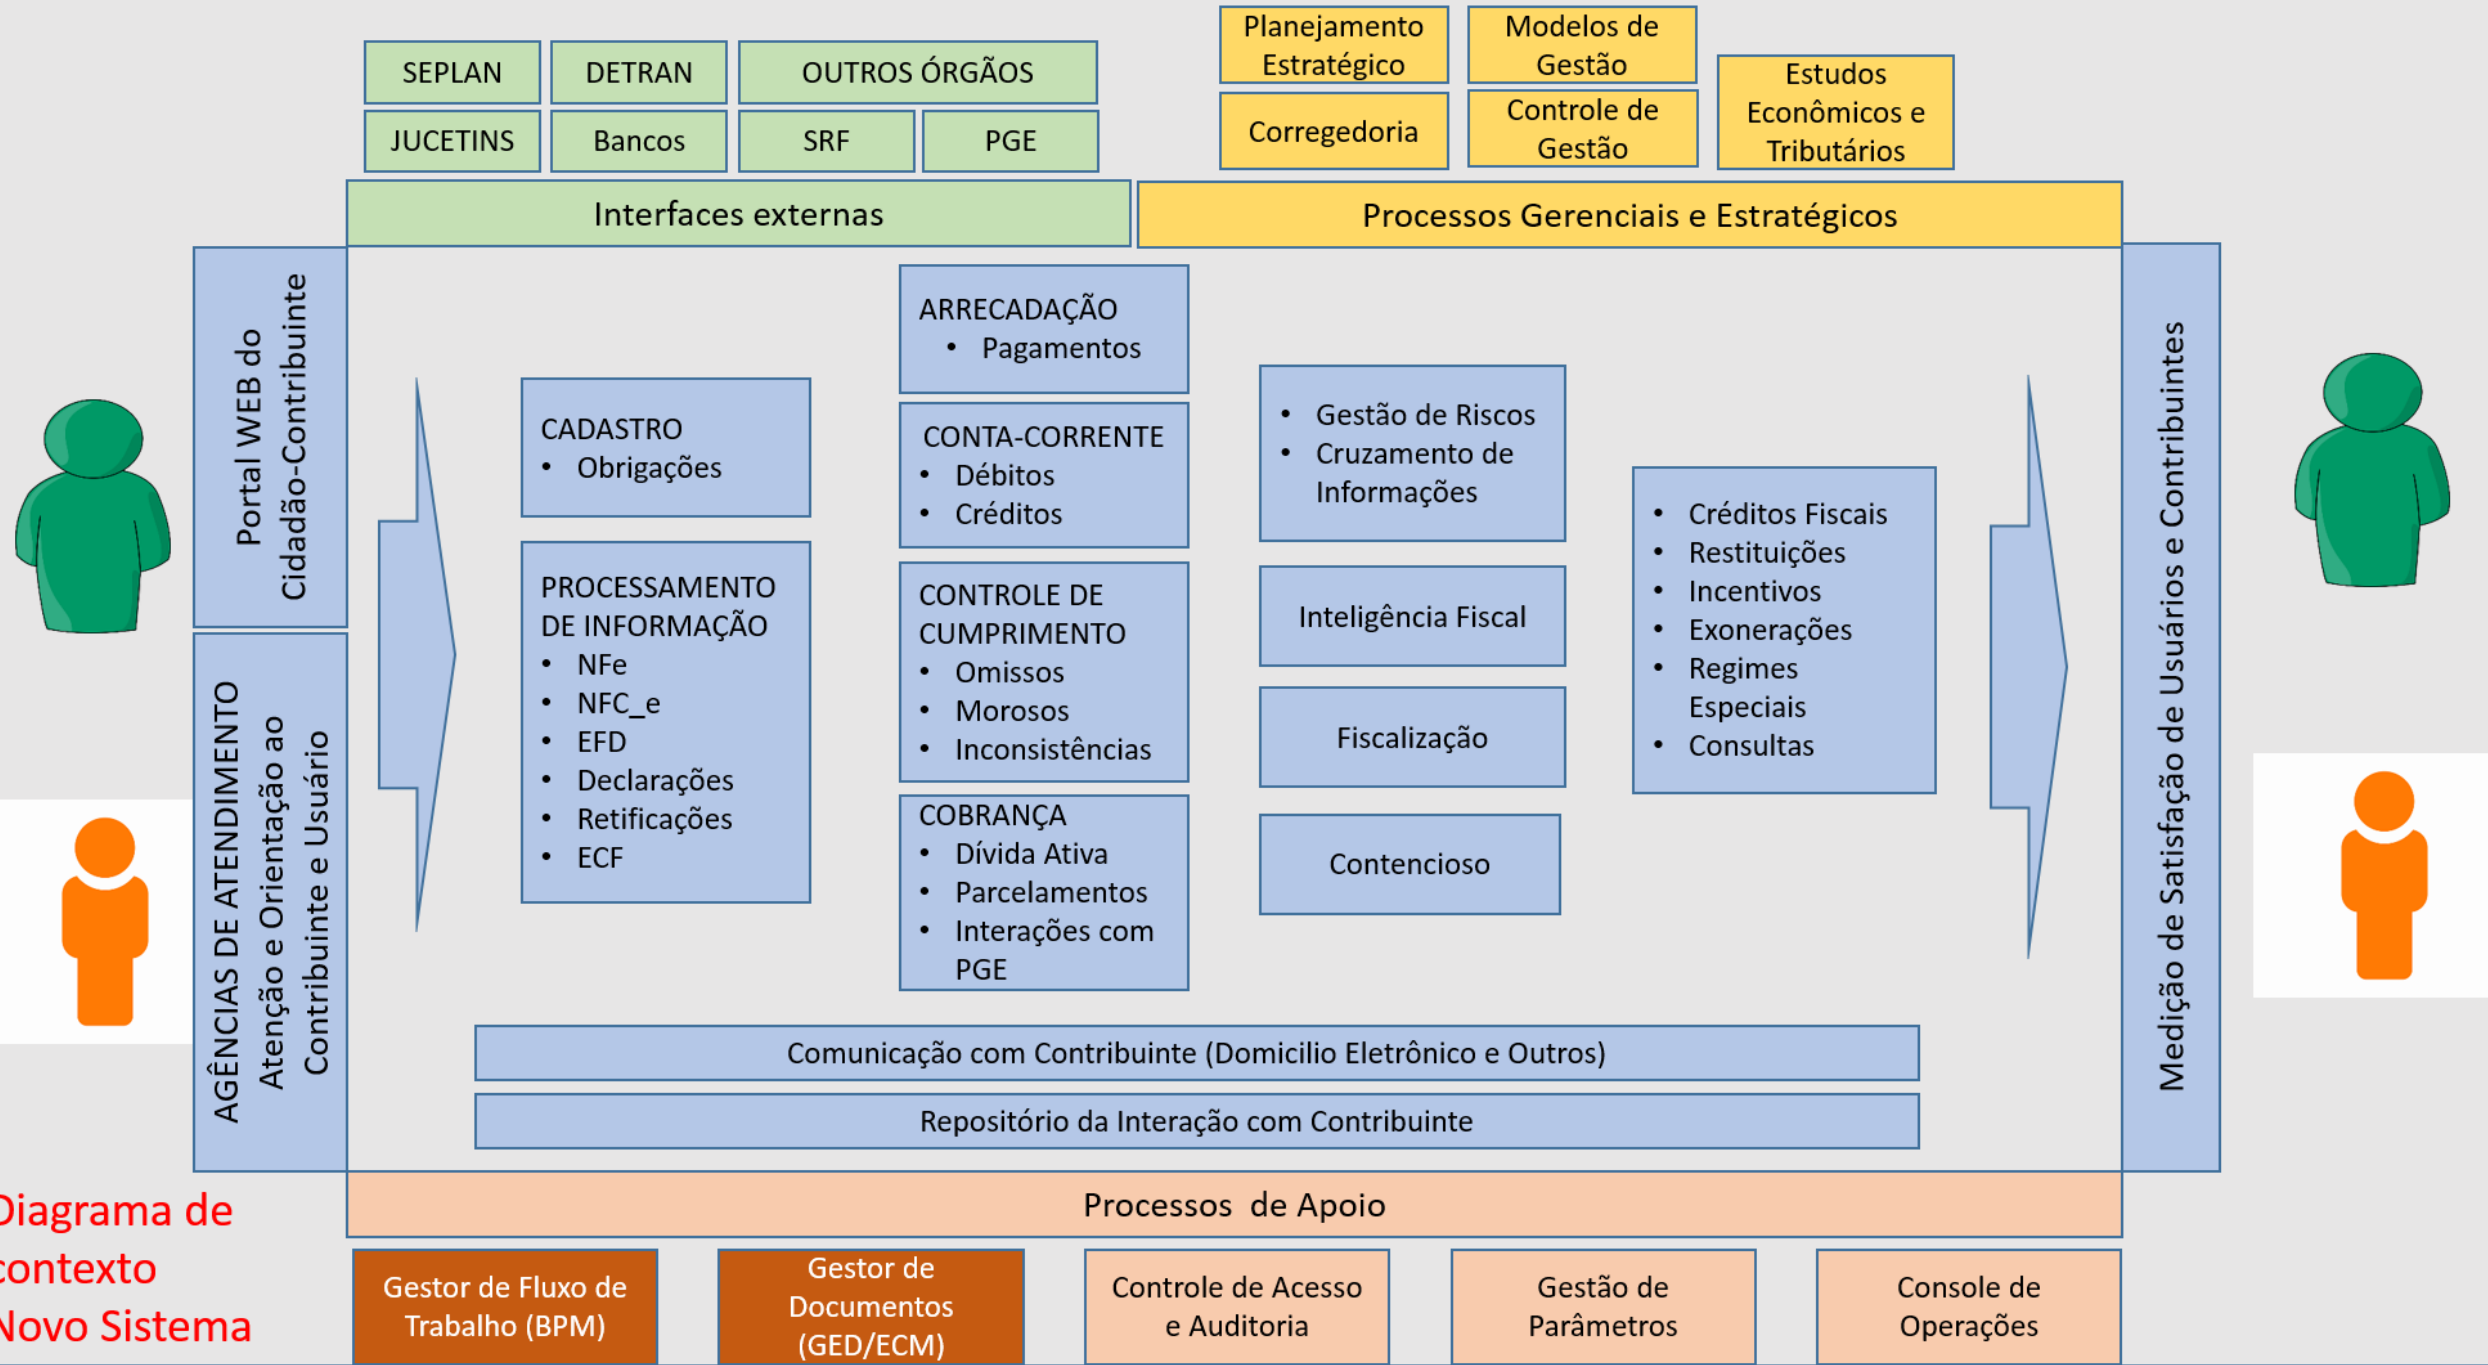 SEPLAN
DETRAN
OUTROS ÓRGÃOS
JUCETINS
Bancos
SRF
PGE
Planejamento
Estratégico
Modelos de
Gestão
Corregedoria
Controle de
Gestão
Estudos
Econômicos e
Tributários
Interfaces externas
Processos Gerenciais e Estratégicos
Portal WEB do
Cidadão-Contribuinte
AGÊNCIAS DE ATENDIMENTO
Atenção e Orientação ao
Contribuinte e Usuário
CADASTRO
• Obrigações
PROCESSAMENTO
DE INFORMAÇÃO
• NFe
• NFC_e
• EFD
• Declarações
• Retificações
• ECF
ARRECADAÇÃO
• Pagamentos
CONTA-CORRENTE
• Débitos
• Créditos
CONTROLE DE
CUMPRIMENTO
• Omissos
• Morosos
• Inconsistências
COBRANÇA
• Dívida Ativa
• Parcelamentos
• Interações com
PGE
• Gestão de Riscos
• Cruzamento de
Informações
Inteligência Fiscal
Fiscalização
Contencioso
• Créditos Fiscais
• Restituições
• Incentivos
• Exonerações
• Regimes
Especiais
• Consultas
Medição de Satisfação de Usuários e Contribuintes
Comunicação com Contribuinte (Domicilio Eletrônico e Outros)
Repositório da Interação com Contribuinte
Processos de Apoio
Diagrama de
contexto
Novo Sistema
Gestor de Fluxo de
Trabalho (BPM)
Gestor de
Documentos
(GED/ECM)
Controle de Acesso
e Auditoria
Gestão de
Parâmetros
Console de
Operações